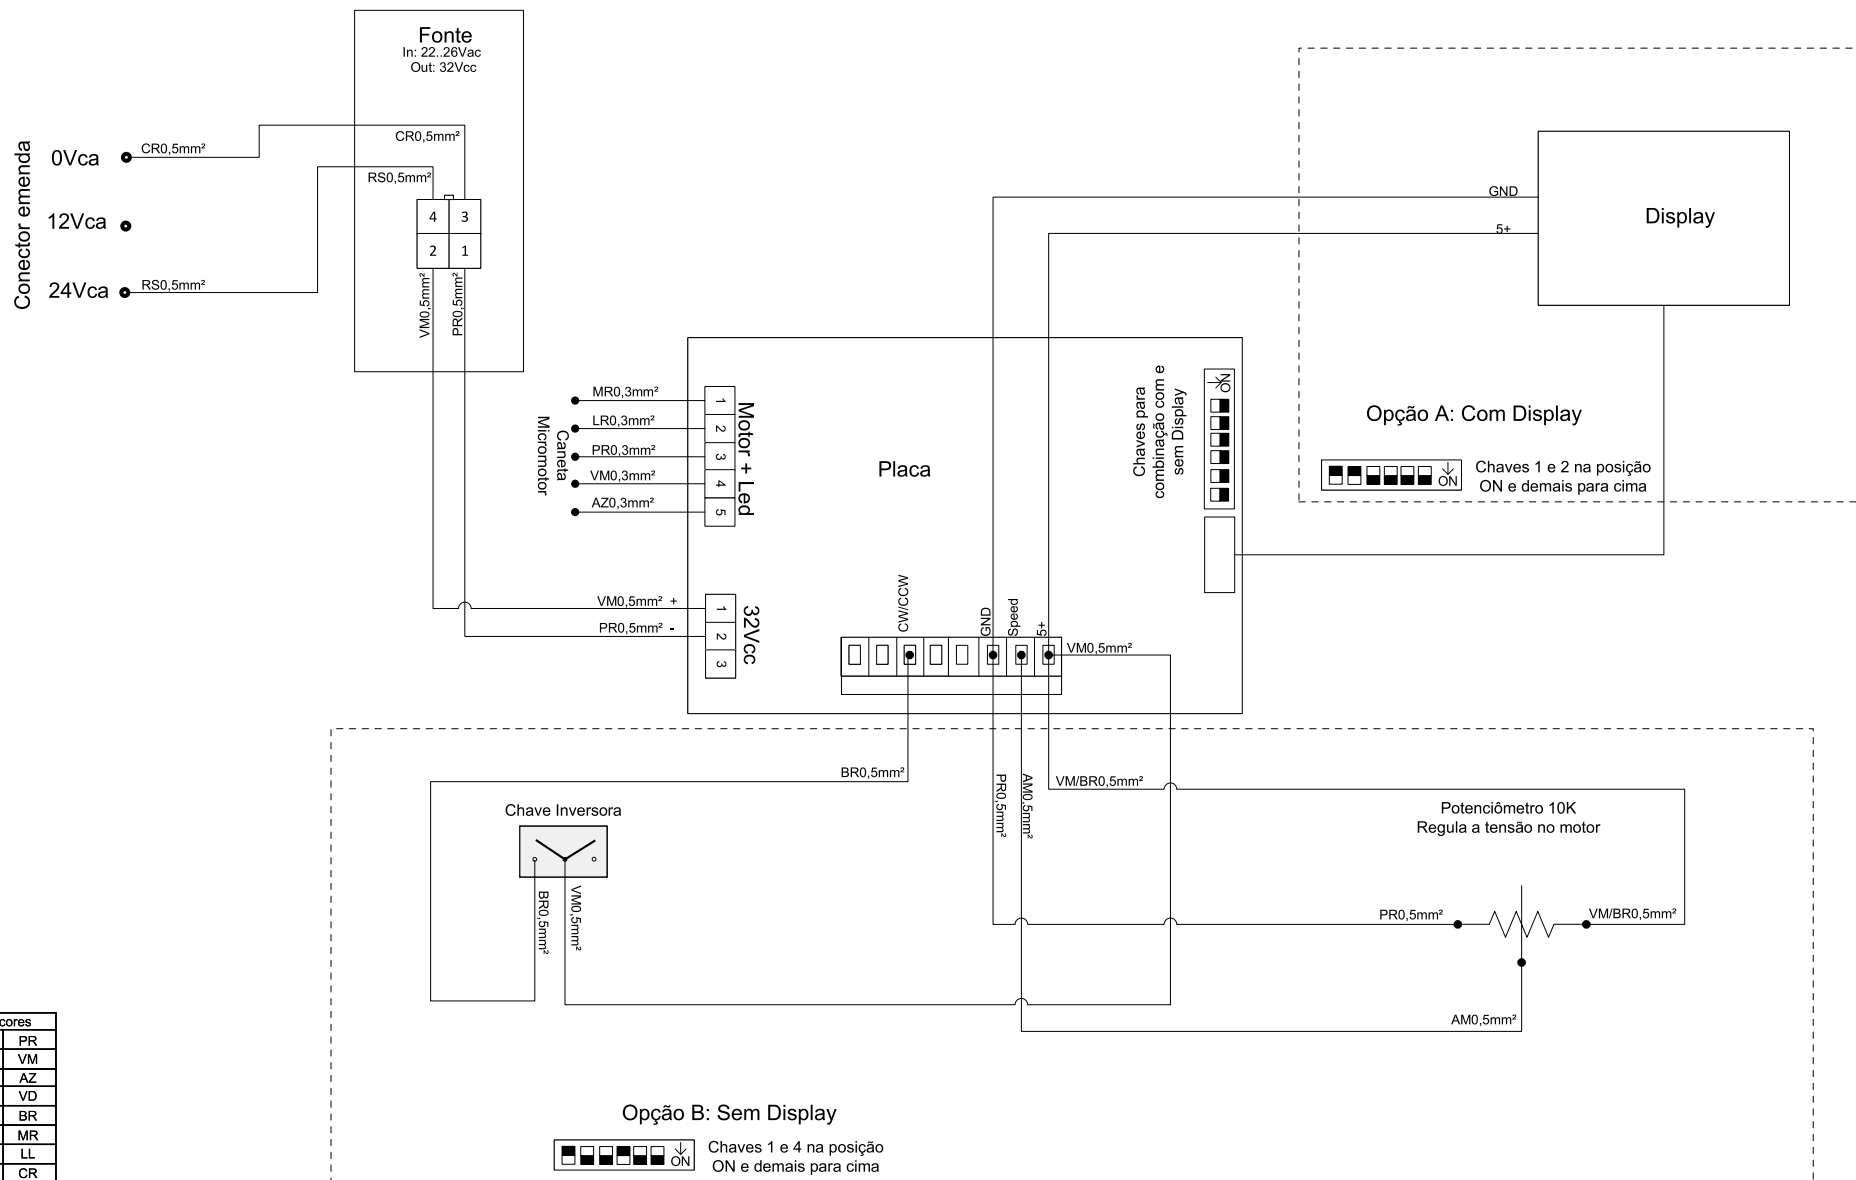 Fonte
In: 22..26Vac
Out: 32Vcc
Conector emenda
0Vca
CR0,5mm²
12Vca
24Vca
RS0,5mm²
CR0,5mm²
RS0,5mm²
4 3
2 1
VM0,5mm²
PR0,5mm²
GND
5+
Display
Opção A: Com Display
ON
Chaves 1 e 2 na posição
ON e demais para cima
Placa
Chaves para
combinação com e
sem Display
ON
Caneta
Micromotor
MR0,3mm²
LR0,3mm²
PR0,3mm²
VM0,3mm²
AZ0,3mm²
1
2
3
4
5
Motor + Led
VM0,5mm² +
PR0,5mm² -
1
2
3
32Vcc
CW/CCW
GND
Speed
5+
VM0,5mm²
BR0,5mm²
PR0,5mm²
AM0,5mm²
VM/BR0,5mm²
Chave Inversora
BR0,5mm²
VM0,5mm²
Potenciômetro 10K
Regula a tensão no motor
PR0,5mm²
VM/BR0,5mm²
AM0,5mm²
Opção B: Sem Display
ON
Chaves 1 e 4 na posição
ON e demais para cima
cores
PR
VM
AZ
VD
BR
MR
LL
CR